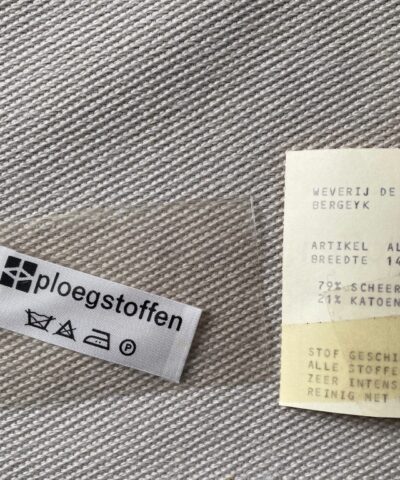 ploegstoffen
P
WEVERIJ DE
BERGEYK
ARTIKEL AL
BREEDTE 14
79% SCHEER
21% KATOEN
STOF GESCHI
ALLE STOFFE
ZEER INTENS
REINIG MET